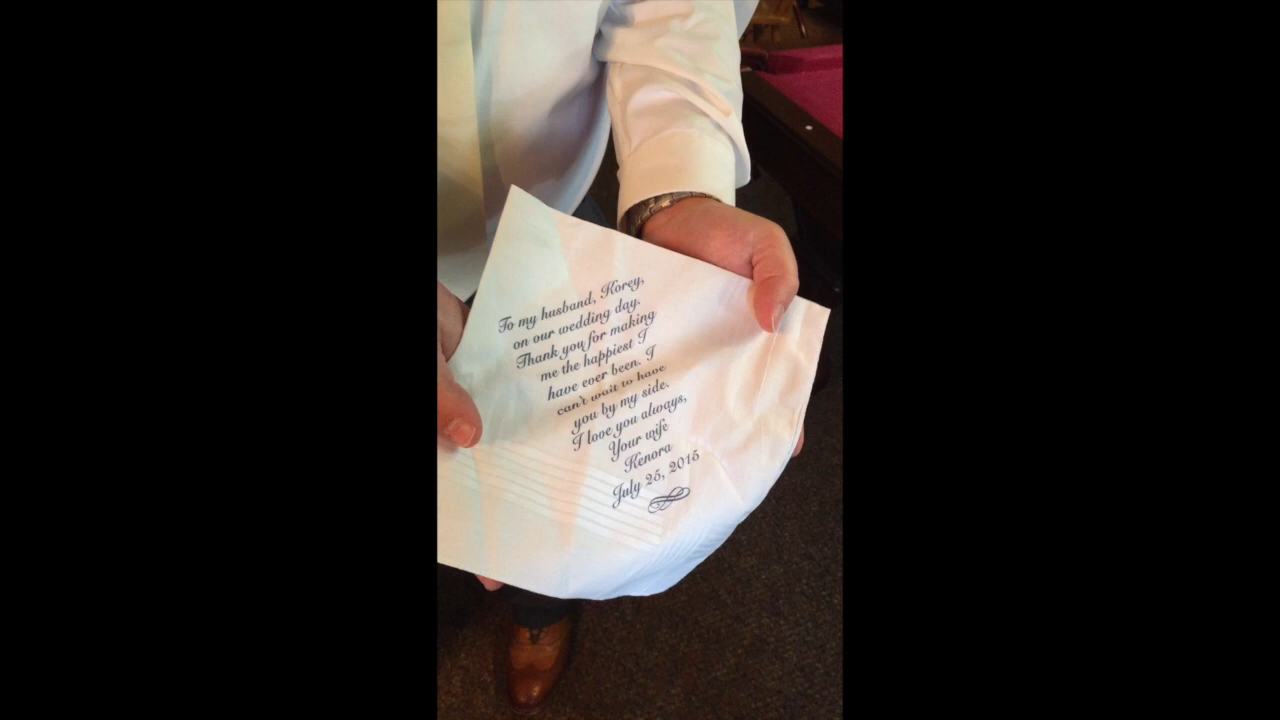 To my husband, Korey,
on our wedding day.
Thank you for making
me the happiest I
have ever been. I
can't wait to have
you by my side.
I love you always,
Your wife
Kenora
July 25, 2015